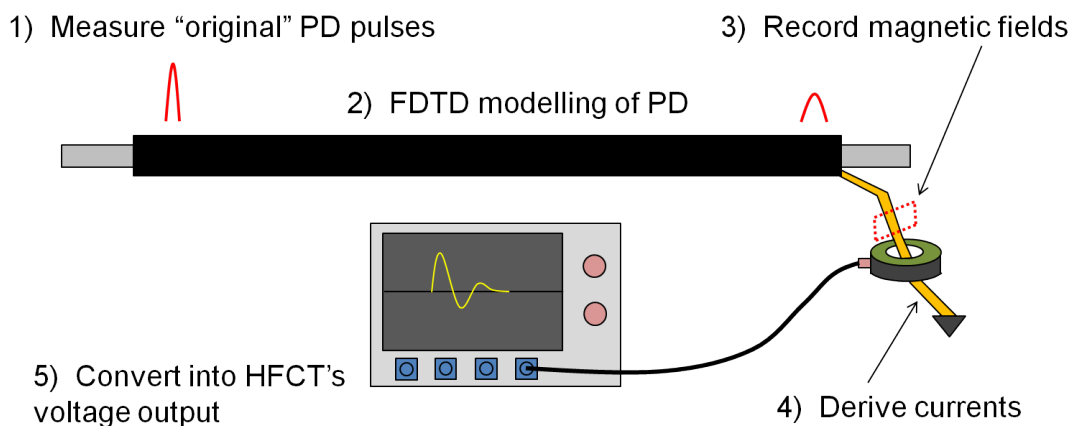 1) Measure “original” PD pulses
3) Record magnetic fields
2) FDTD modelling of PD
5) Convert into HFCT’s
voltage output
4) Derive currents